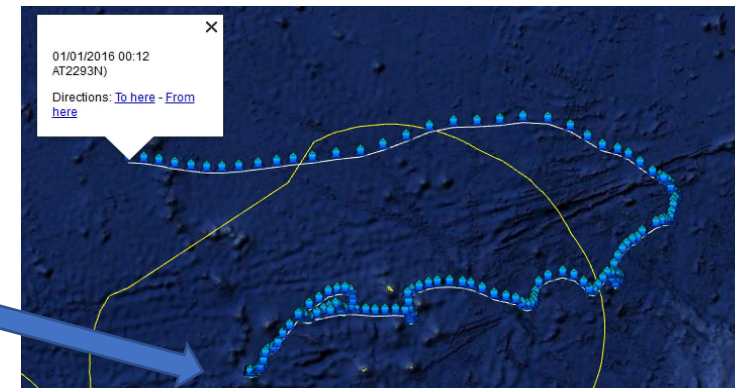 01/01/2016 00:12
AT2293N)
Directions: To here - From
here